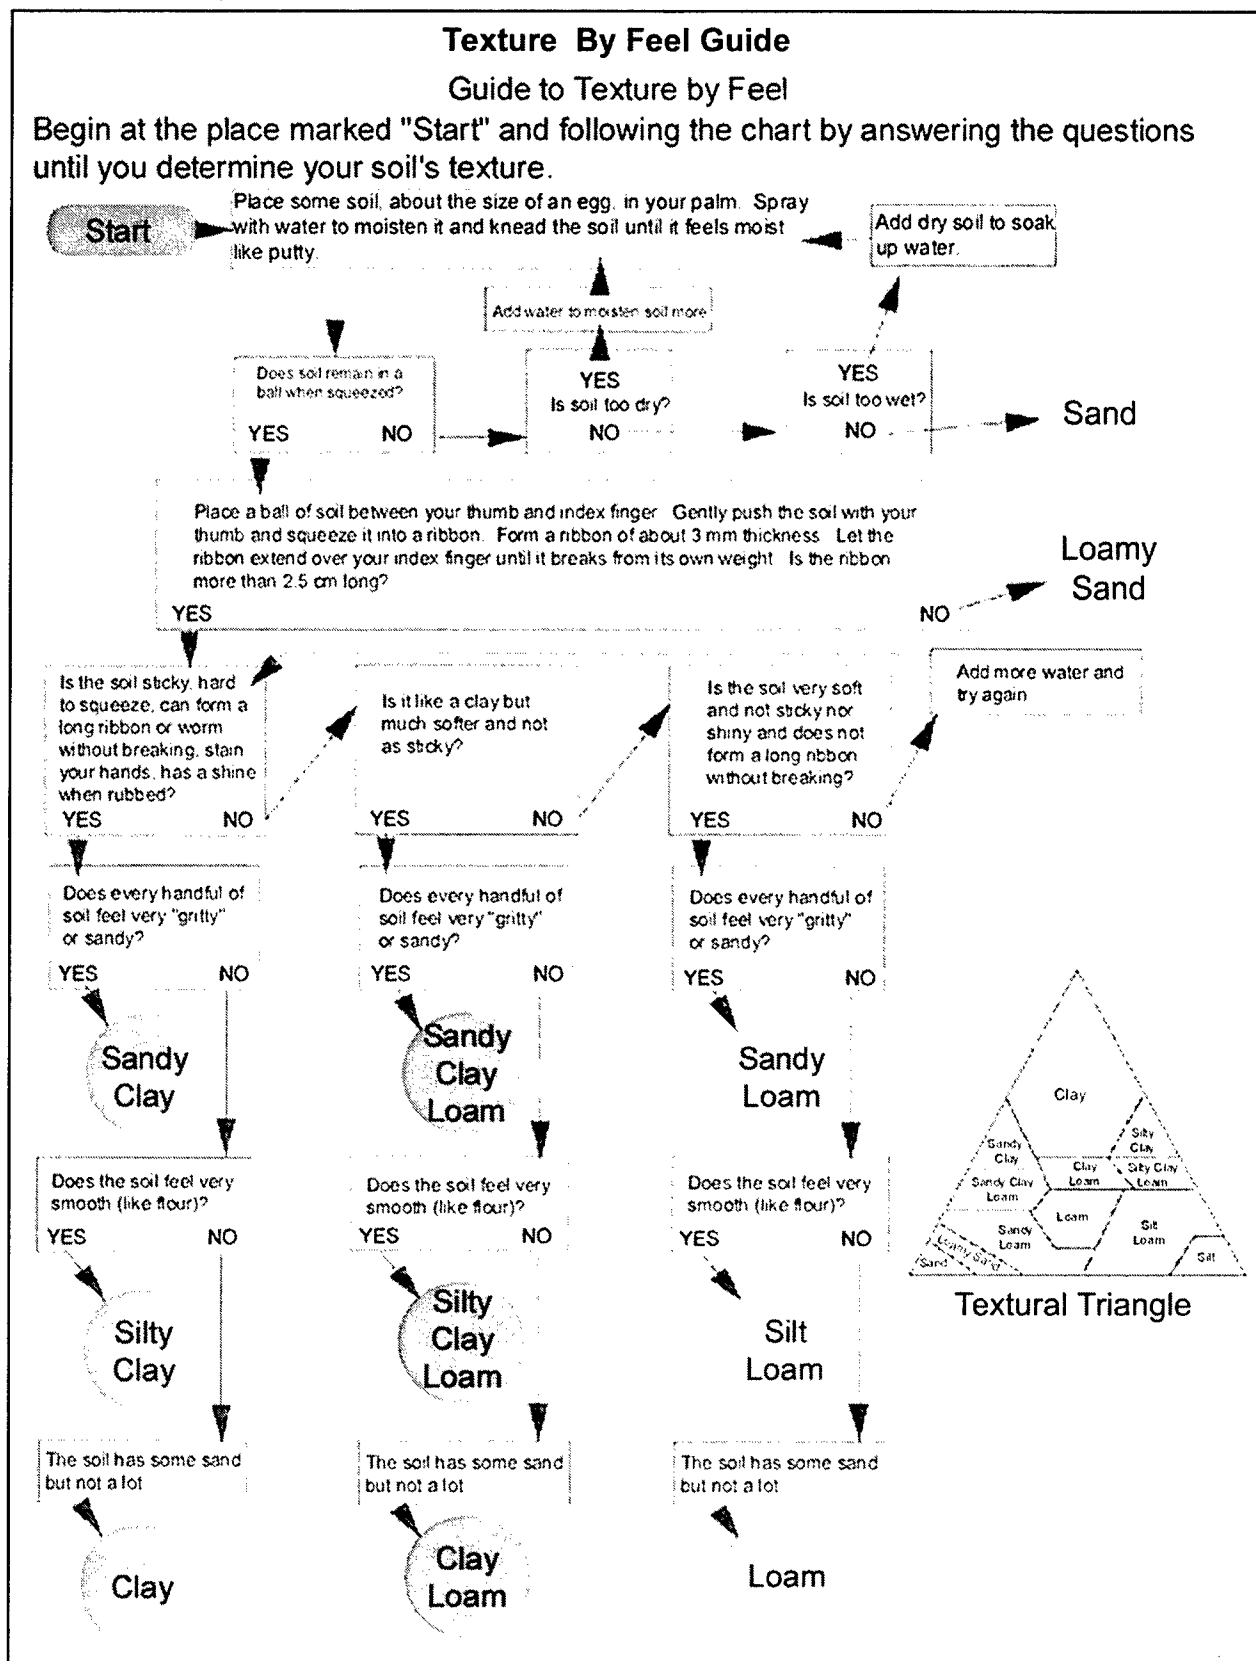 Texture By Feel Guide
Guide to Texture by Feel
Begin at the place marked "Start" and following the chart by answering the questions
until you determine your soil's texture.
Start
Place some soil, about the size of an egg, in your palm. Spray
with water to moisten it and knead the soil until it feels moist
like putty.
Add dry soil to soak
up water.
Add water to moisten soil more
Does soil remain in a
ball when squeezed?
YES NO
YES
Is soil too dry?
NO
YES
Is soil too wet?
NO
Sand
Place a ball of soil between your thumb and index finger Gently push the soil with your
thumb and squeeze it into a ribbon. Form a ribbon of about 3 mm thickness Let the
ribbon extend over your index finger until it breaks from its own weight Is the ribbon
more than 2.5 cm long?
YES NO
Loamy
Sand
Is the soil sticky, hard
to squeeze, can form a
long ribbon or worm
without breaking, stain
your hands, has a shine
when rubbed?
YES NO
Is it like a clay but
much softer and not
as sticky?
YES NO
Is the soil very soft
and not sticky nor
shiny and does not
form a long ribbon
without breaking?
YES NO
Add more water and
try again
Does every handful of
soil feel very "gritty"
or sandy?
YES NO
Does every handful of
soil feel very "gritty"
or sandy?
YES NO
Does every handful of
soil feel very "gritty"
or sandy?
YES NO
Sandy
Clay
Sandy
Clay
Loam
Sandy
Loam
Does the soil feel very
smooth (like flour)?
YES NO
Does the soil feel very
smooth (like flour)?
YES NO
Does the soil feel very
smooth (like flour)?
YES NO
Silty
Clay
Silty
Clay
Loam
Silt
Loam
The soil has some sand
but not a lot
The soil has some sand
but not a lot
The soil has some sand
but not a lot
Clay
Clay
Loam
Loam
Clay
Sandy
Clay
Silty
Clay
Sandy Clay
Loam
Clay
Loam
Silty Clay
Loam
Loam
Sandy
Loam
Silt
Loam
Loamy Sand
Sand
Silt
Textural Triangle